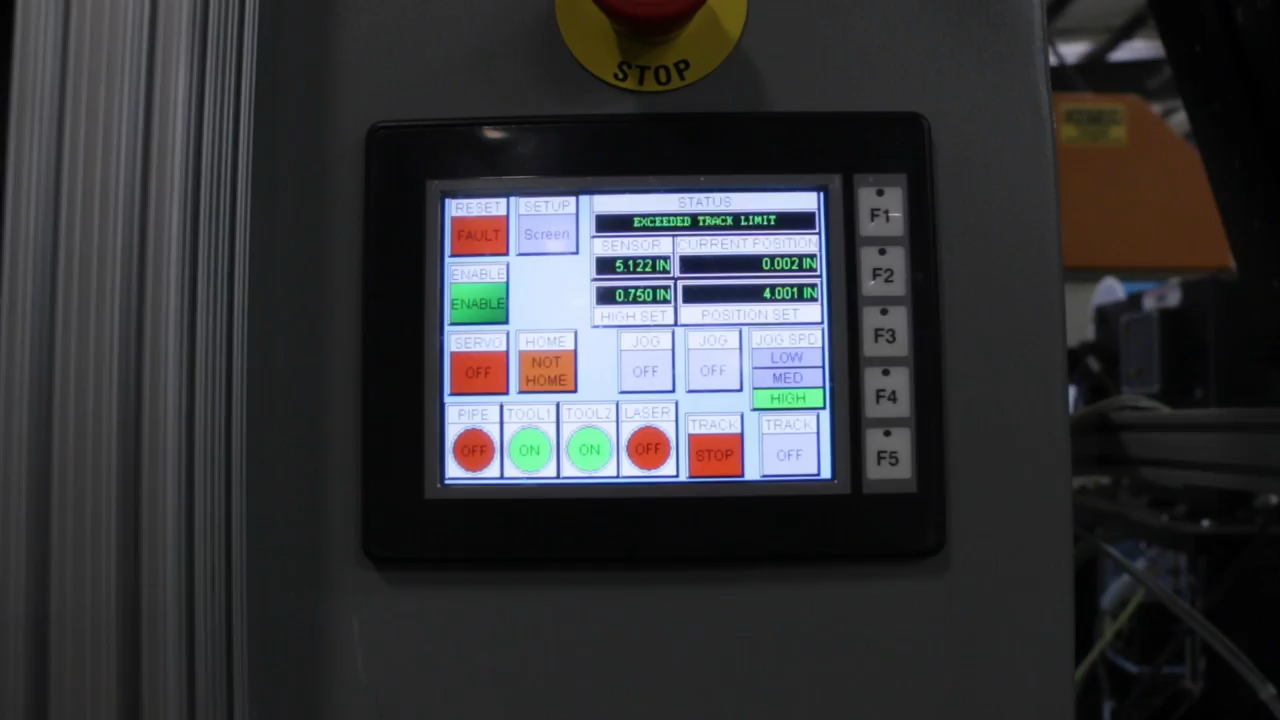 STOP
RESET
FAULT
SETUP
Screen
STATUS
EXCEEDED TRACK LIMIT
SENSOR
CURRENT POSITION
5.122 IN
0.002 IN
ENABLE
ENABLE
0.750 IN
4.001 IN
HIGH SET
POSITION SET
SERVO
OFF
HOME
NOT
HOME
JOG
OFF
JOG
OFF
JOG SPD
LOW
MED
HIGH
PIPE
OFF
TOOL1
ON
TOOL2
ON
LASER
OFF
TRACK
STOP
TRACK
OFF
F1
F2
F3
F4
F5